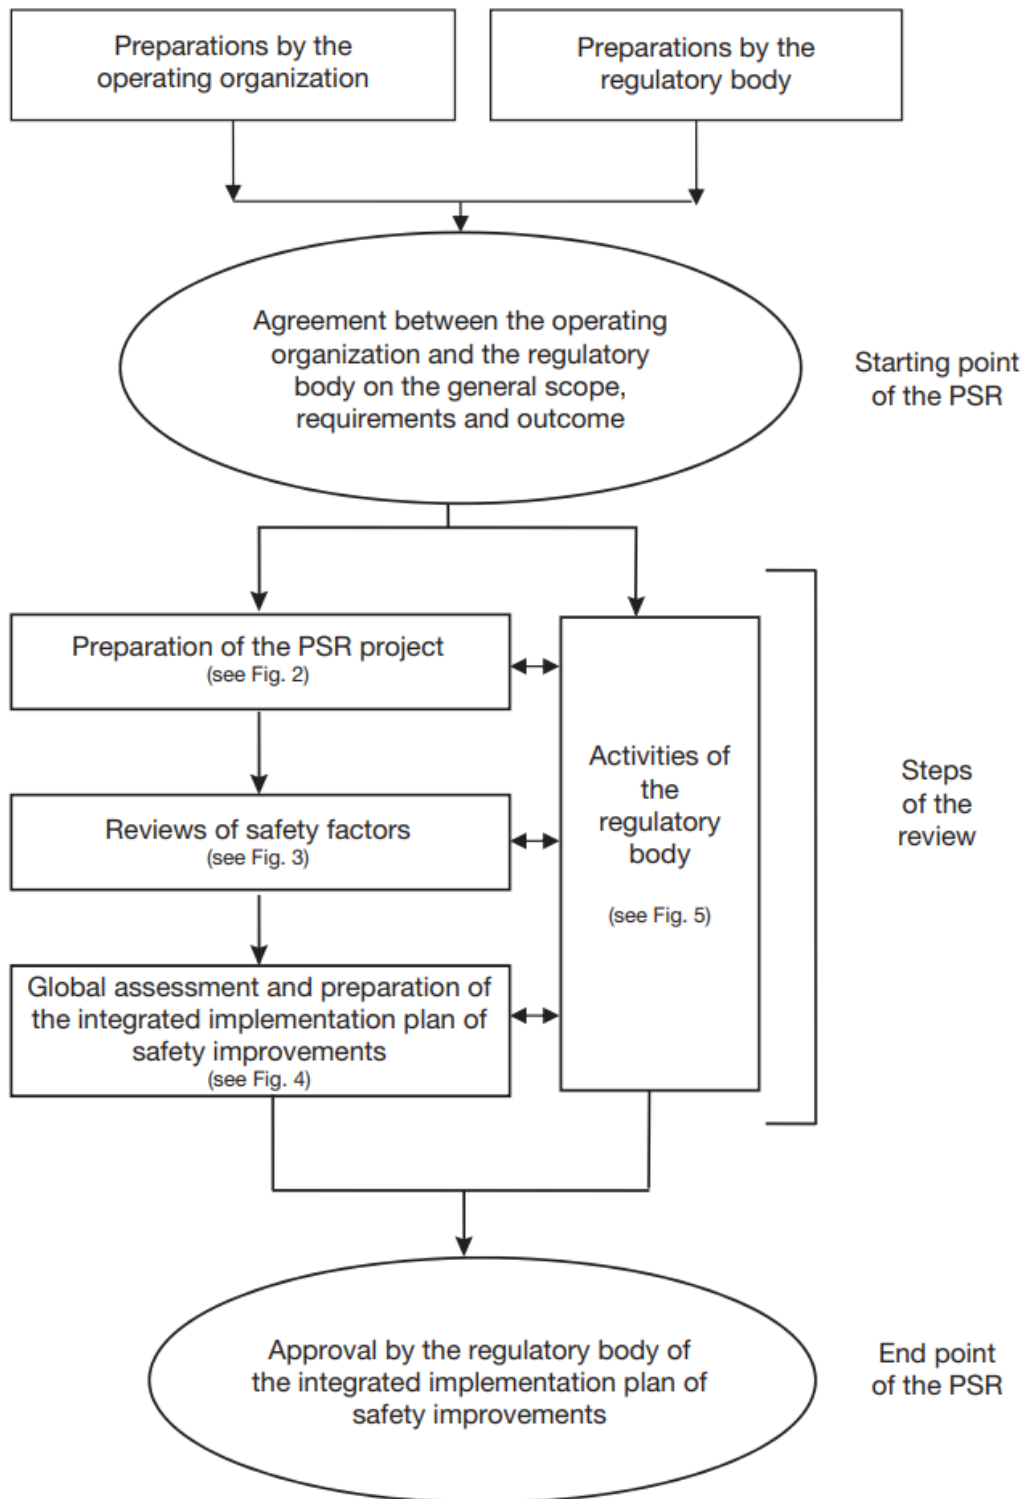 Preparations by the
operating organization
Preparations by the
regulatory body
Agreement between the operating
organization and the regulatory
body on the general scope,
requirements and outcome
Starting point
of the PSR
Preparation of the PSR project
(see Fig. 2)
Reviews of safety factors
(see Fig. 3)
Global assessment and preparation of
the integrated implementation plan of
safety improvements
(see Fig. 4)
Activities of
the
regulatory
body
(see Fig. 5)
Steps
of the
review
Approval by the regulatory body of
the integrated implementation plan of
safety improvements
End point
of the PSR